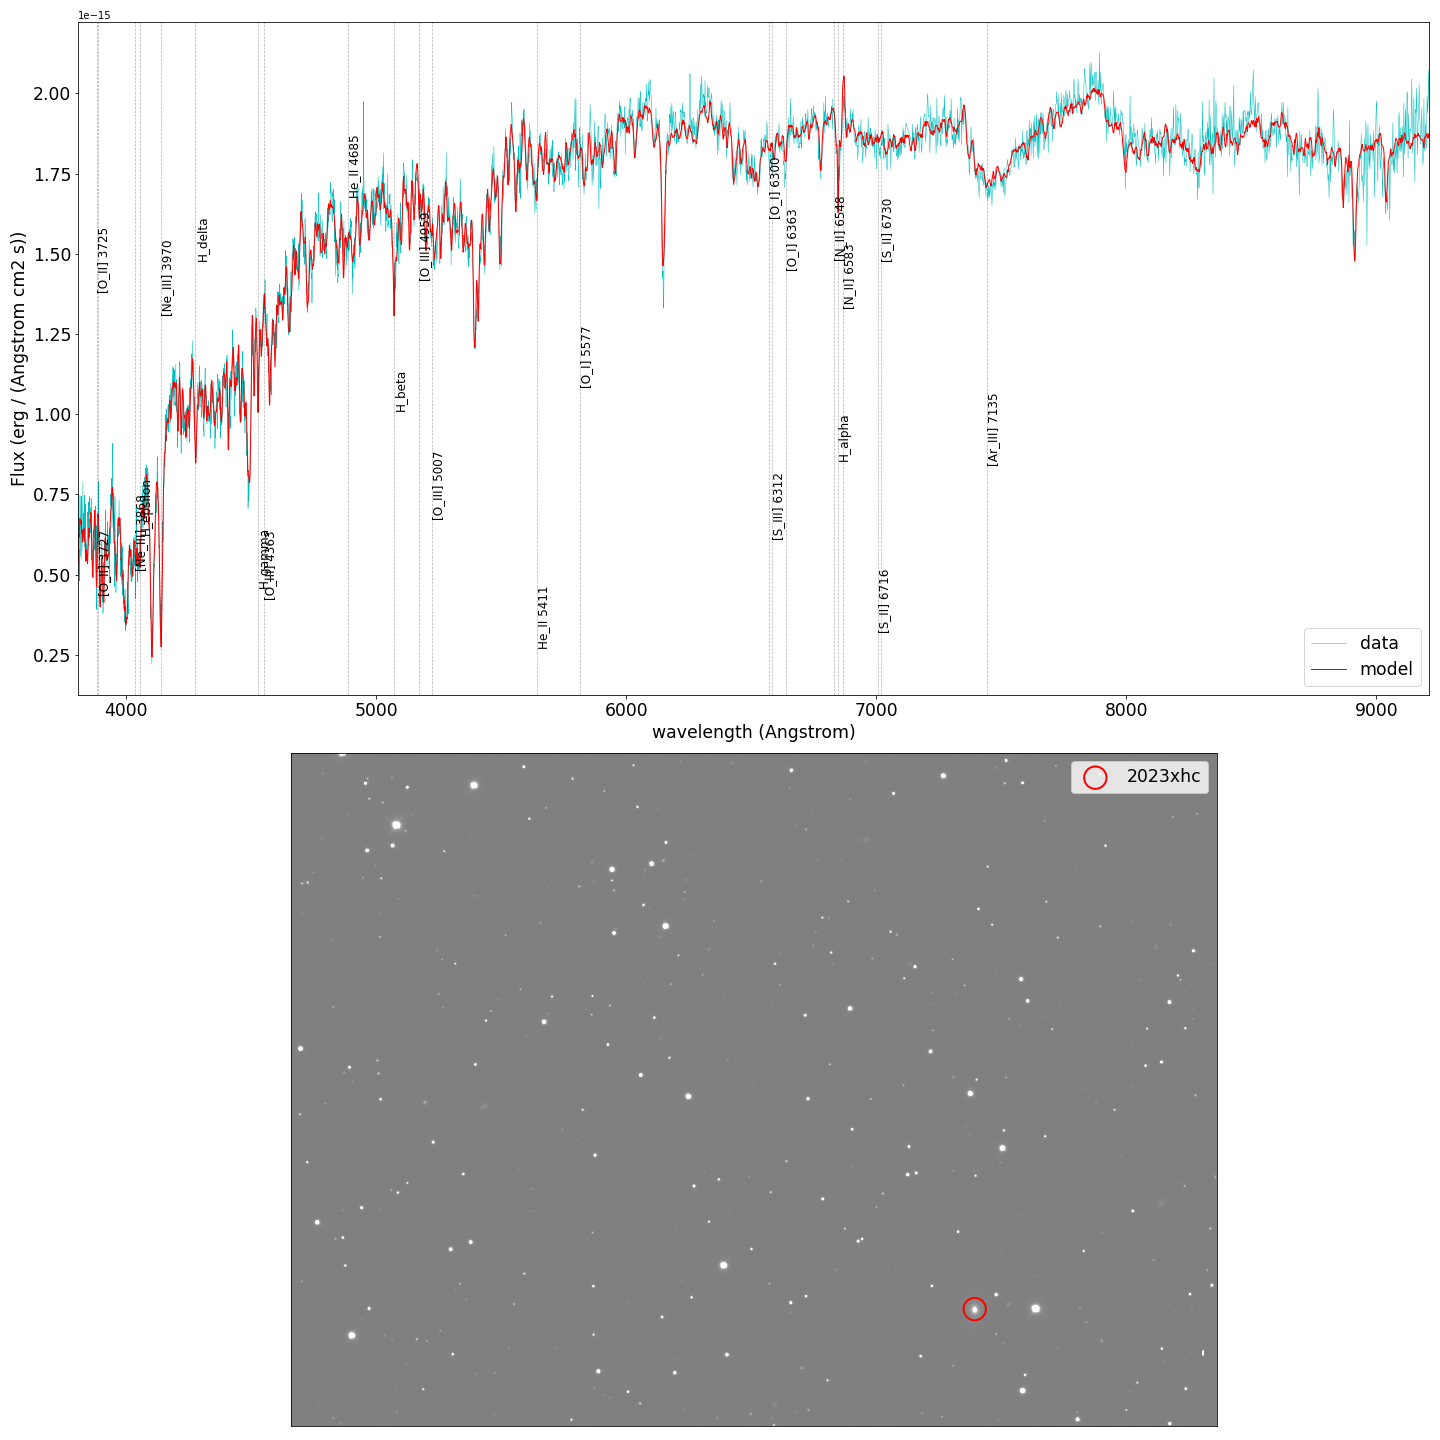 1e−15
Flux (erg / (Angstrom cm2 s))
2.00
1.75
1.50
1.25
1.00
0.75
0.50
0.25
[O_II] 3725
[O_II] 3727
[Ne_III] 3868
H_epsilon
[Ne_III] 3970
H_delta
H_gamma
[O_III] 4363
He_II 4685
H_beta
[O_III] 4959
[O_III] 5007
He_II 5411
[O_I] 5577
[O_I] 6300
[S_III] 6312
[O_I] 6363
[N_II] 6548
H_alpha
[N_II] 6583
[S_II] 6716
[S_II] 6730
[Ar_III] 7135
data
model
4000
5000
6000
7000
8000
9000
wavelength (Angstrom)
2023xhc